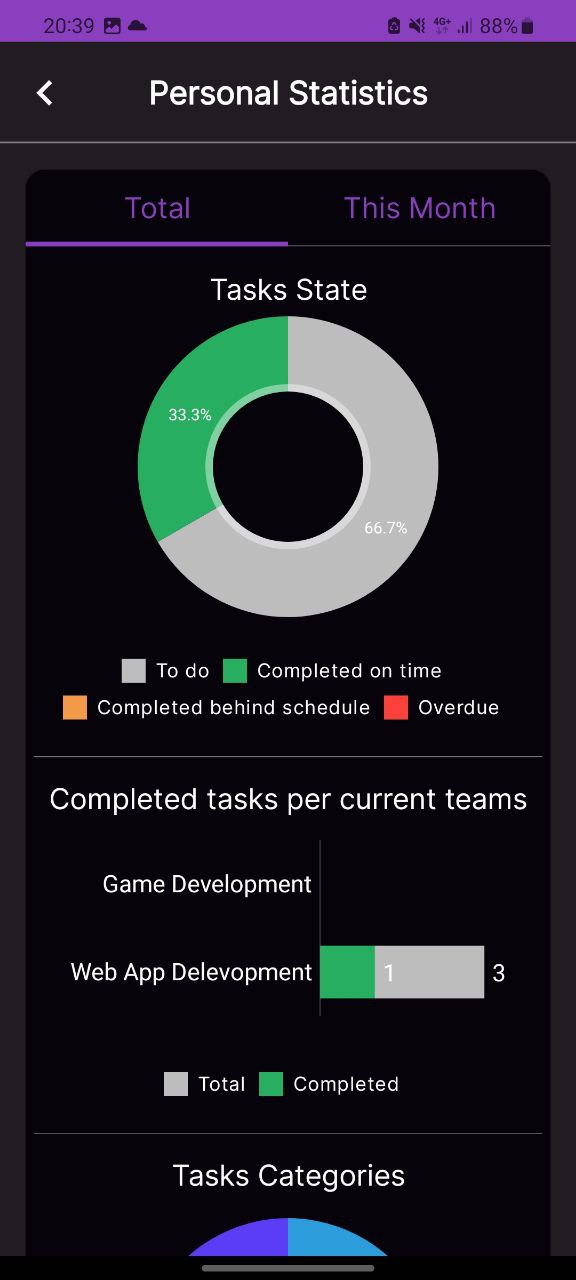 20:39 4G+ 88%
Personal Statistics
Total This Month
Tasks State
33.3%
66.7%
To do Completed on time
Completed behind schedule Overdue
Completed tasks per current teams
Game Development
Web App Delevopment 1 3
Total Completed
Tasks Categories